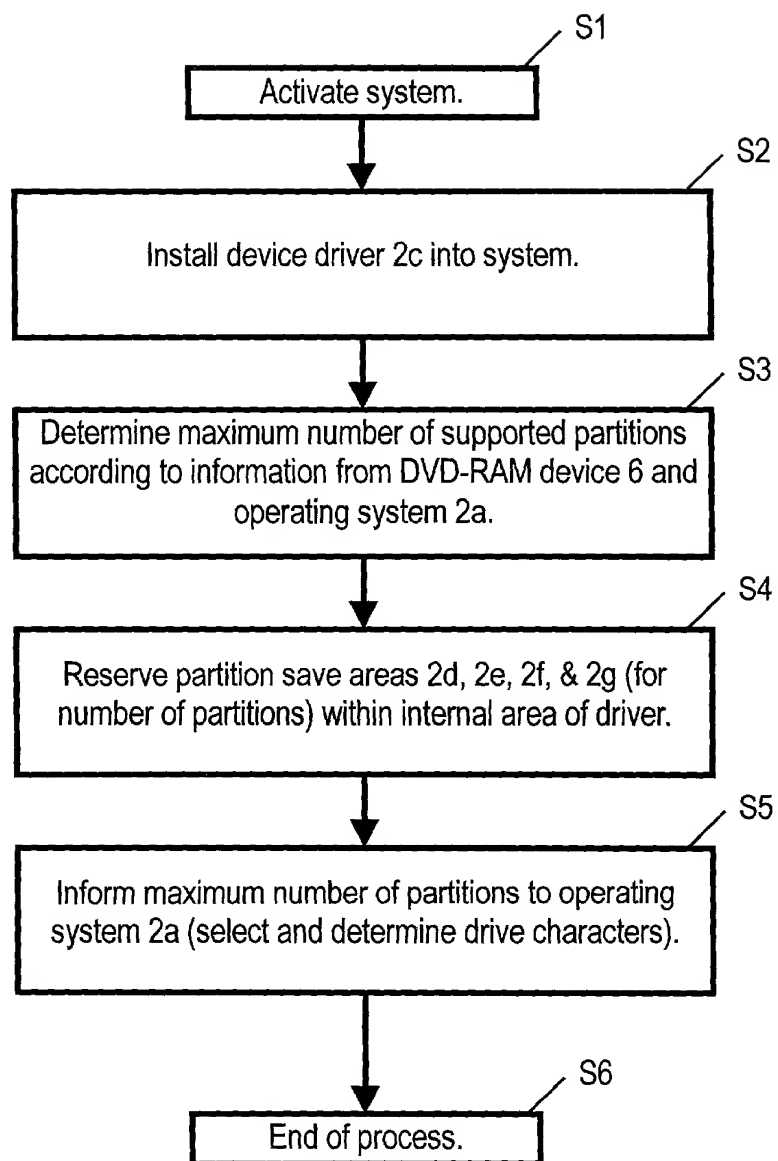 S1
Activate system.
S2
Install device driver 2c into system.
S3
Determine maximum number of supported partitions
according to information from DVD-RAM device 6 and
operating system 2a.
S4
Reserve partition save areas 2d, 2e, 2f, & 2g (for
number of partitions) within internal area of driver.
S5
Inform maximum number of partitions to operating
system 2a (select and determine drive characters).
S6
End of process.